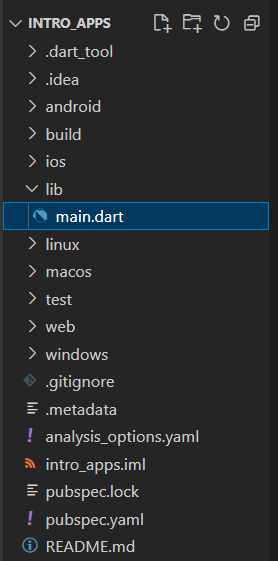 INTRO_APPS
.dart_tool
.idea
android
build
ios
lib
main.dart
linux
macos
test
web
windows
.gitignore
.metadata
analysis_options.yaml
intro_apps.iml
pubspec.lock
pubspec.yaml
README.md